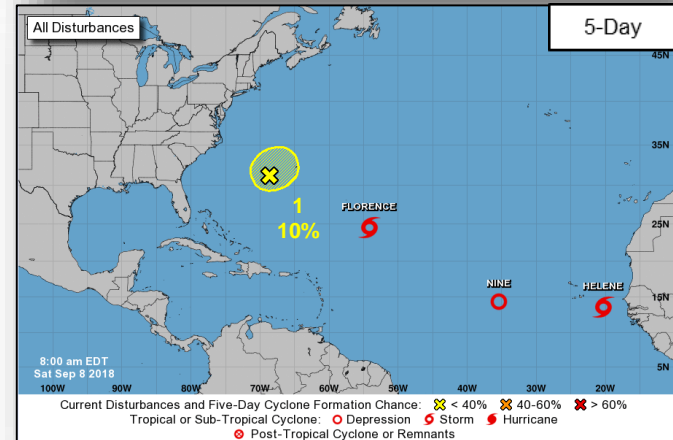 All Disturbances
5-Day
45N
35N
1
10%
FLORENCE
25N
NINE
HELENE
15N
8:00 am EDT
Sat Sep 8 2018
5N
100W 90W 80W 70W 60W 50W 40W 30W 20W 10W
Current Disturbances and Five-Day Cyclone Formation Chance: < 40% 40-60% > 60%
Tropical or Sub-Tropical Cyclone: Depression Storm Hurricane
Post-Tropical Cyclone or Remnants